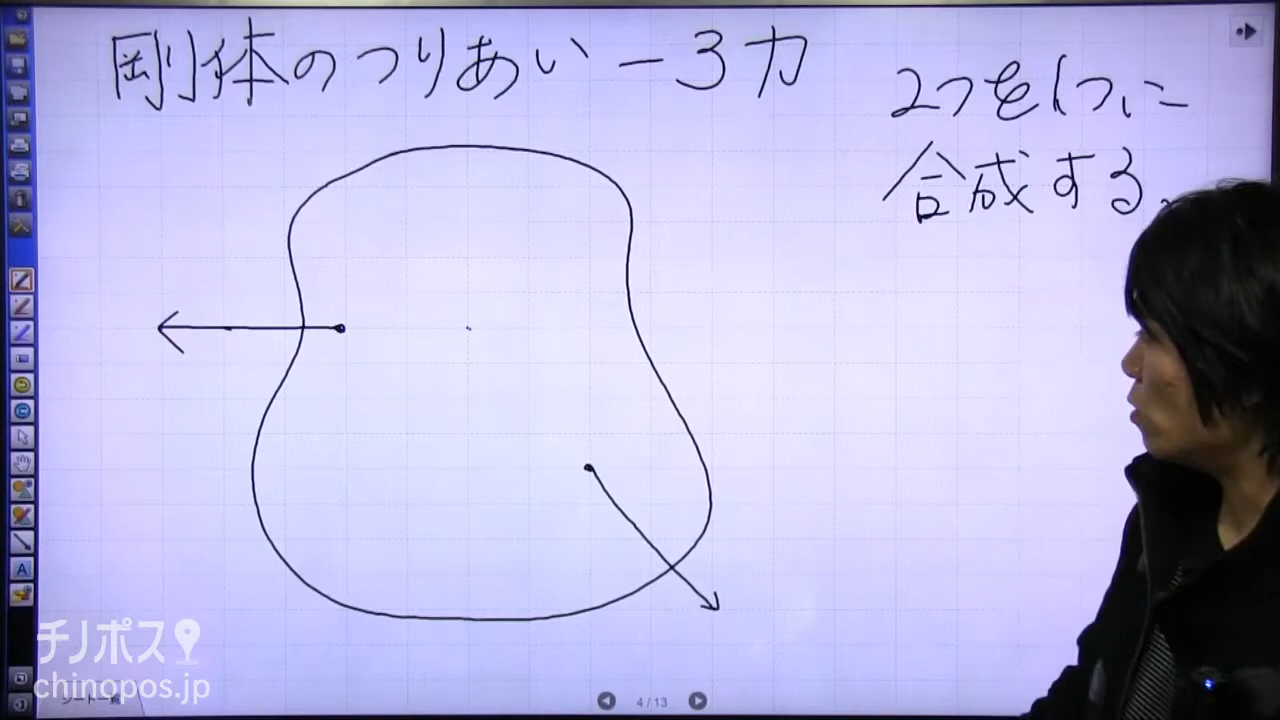 剛体のつりあい-3力
2つを1つに
合成する.
A
チノポス
chinopos.jp
4 / 13